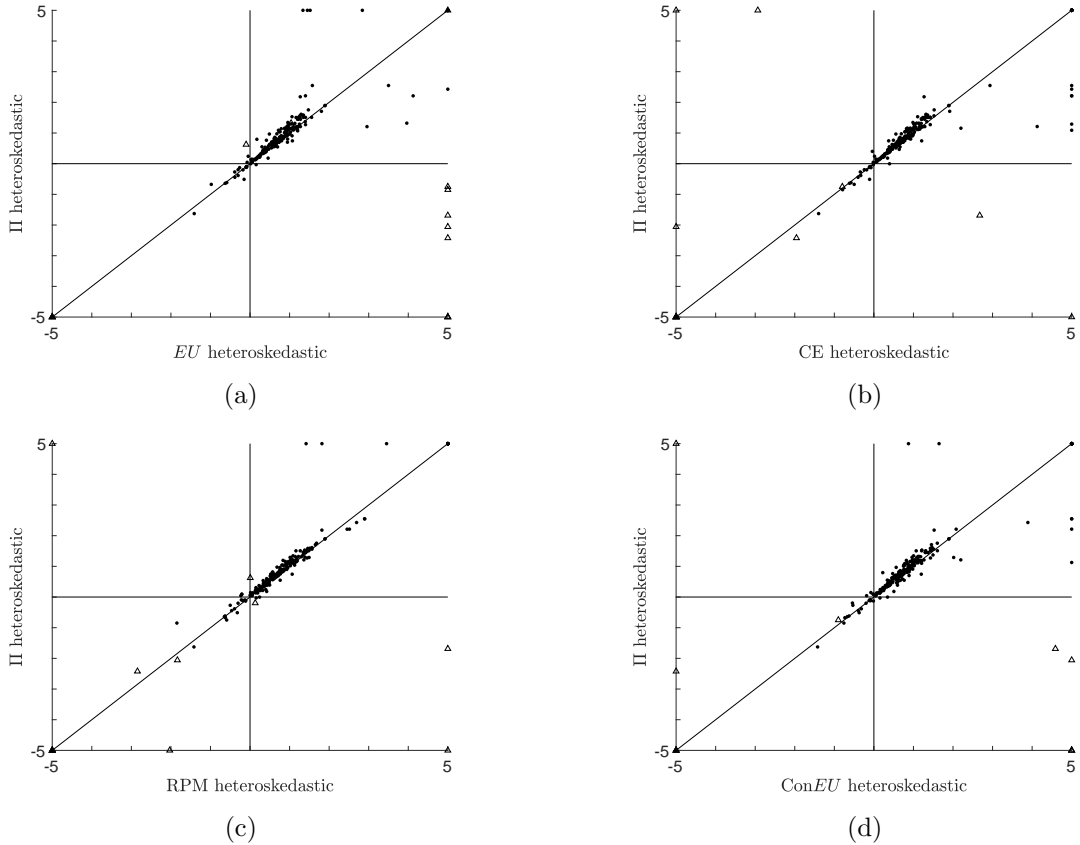 5
5
Π heteroskedastic
Π heteroskedastic
-5
-5
-5
5
-5
5
EU heteroskedastic
CE heteroskedastic
(a)
(b)
5
5
Π heteroskedastic
Π heteroskedastic
-5
-5
-5
5
-5
5
RPM heteroskedastic
ConEU heteroskedastic
(c)
(d)